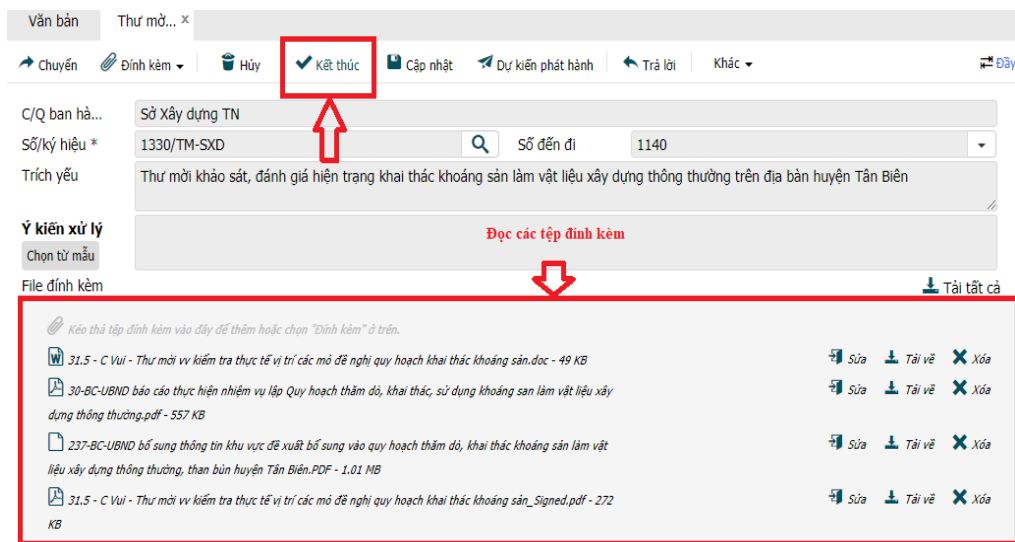 Văn bản Thư mờ... x
Chuyển Đính kèm Hủy Kết thúc Cập nhật Dự kiến phát hành Trả lời Khác Đầy
C/Q ban hà... Sở Xây dựng TN
Số/ký hiệu * 1330/TM-SXD Số đến đi 1140
Trích yếu Thư mời khảo sát, đánh giá hiện trạng khai thác khoáng sản làm vật liệu xây dựng thông thường trên địa bàn huyện Tân Biên
Ý kiến xử lý Đọc các tệp đính kèm
Chọn từ mẫu
File đính kèm Tải tất cả
Kéo thả tệp đính kèm vào đây để thêm hoặc chọn "Đính kèm" ở trên.
31.5 - C Vui - Thư mời vv kiểm tra thực tế vị trí các mỏ đề nghị quy hoạch khai thác khoáng sản.doc - 49 KB Sửa Tải về Xóa
30-BC-UBND báo cáo thực hiện nhiệm vụ lập Quy hoạch thăm dò, khai thác, sử dụng khoáng san làm vật liệu xây Sửa Tải về Xóa
dựng thông thường.pdf - 557 KB
237-BC-UBND bổ sung thông tin khu vực đề xuất bổ sung vào quy hoạch thăm dò, khai thác khoáng sản làm vật Sửa Tải về Xóa
liệu xây dựng thông thường, than bùn huyện Tân Biên.PDF - 1.01 MB
31.5 - C Vui - Thư mời vv kiểm tra thực tế vị trí các mỏ đề nghị quy hoạch khai thác khoáng sản_Signed.pdf - 272 Sửa Tải về Xóa
KB